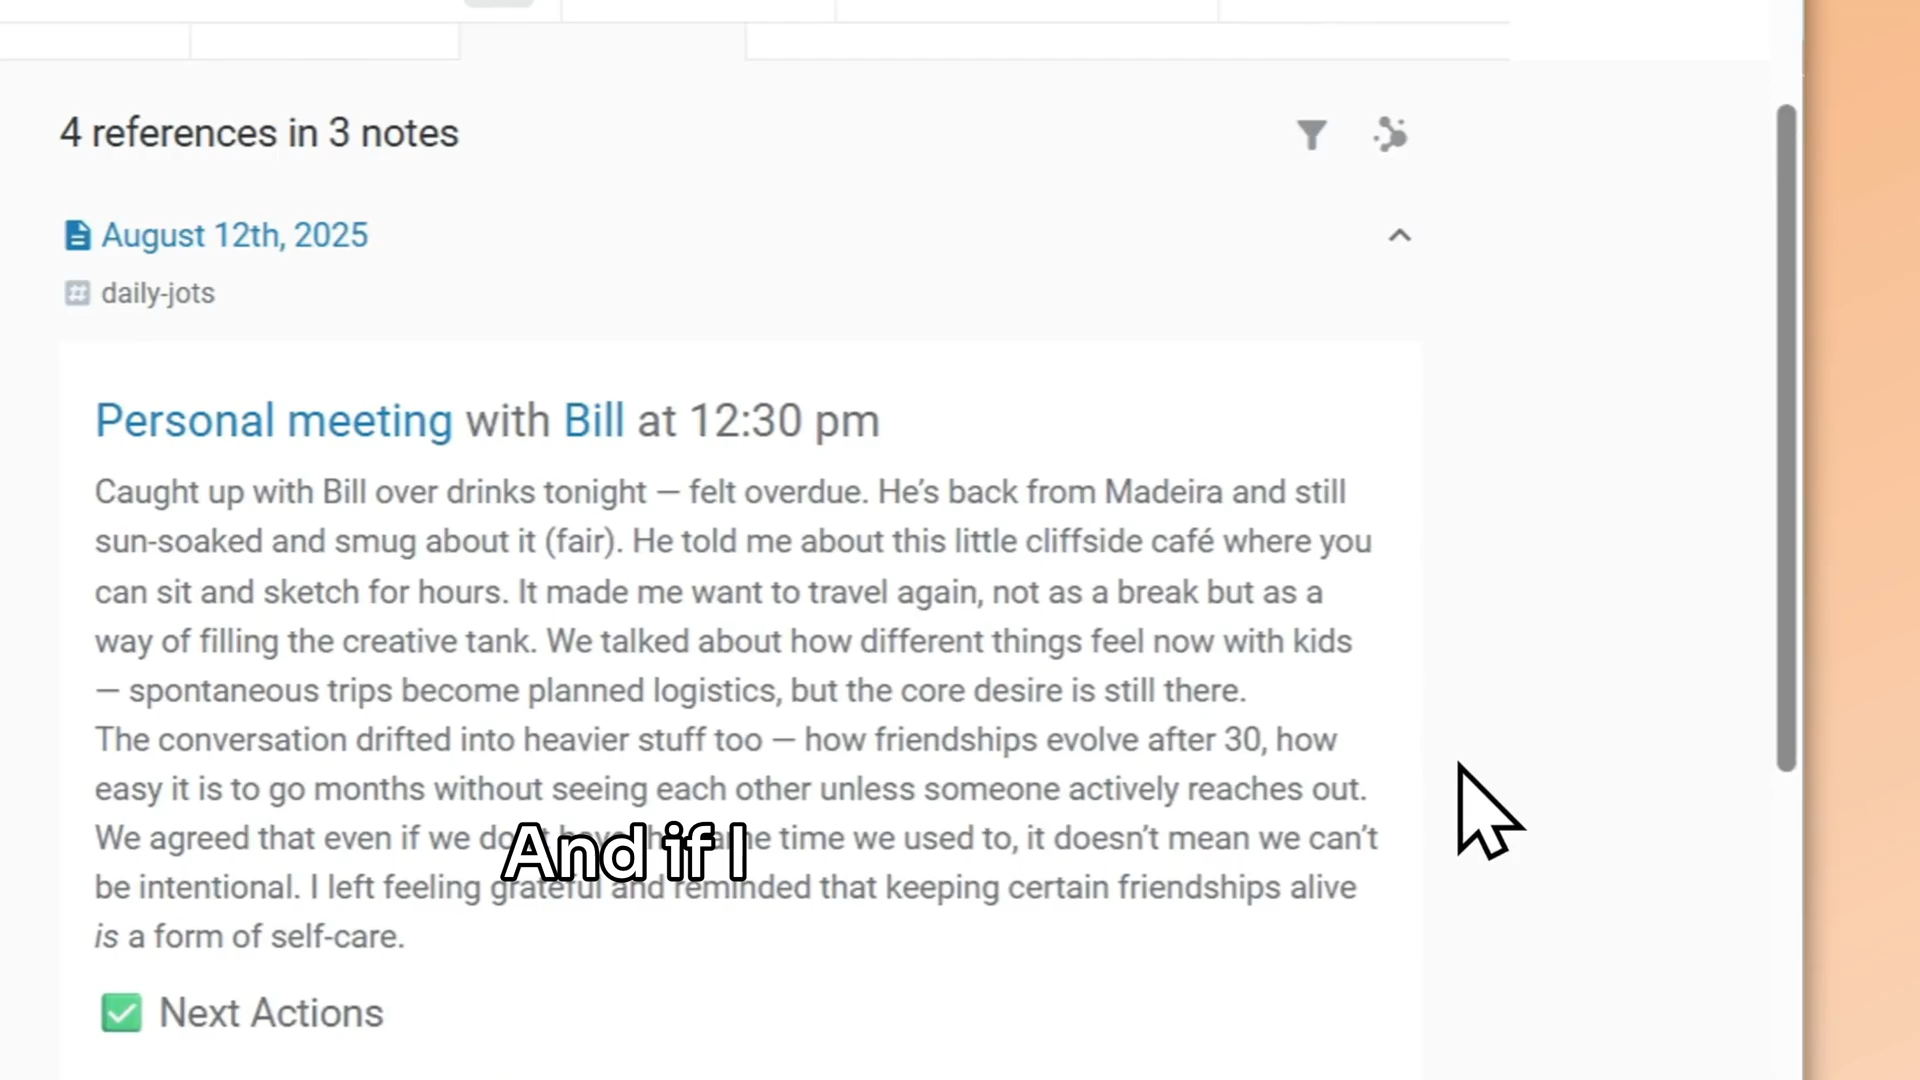 4 references in 3 notes
August 12th, 2025
daily-jots
Personal meeting with Bill at 12:30 pm
Caught up with Bill over drinks tonight — felt overdue. He's back from Madeira and still
sun-soaked and smug about it (fair). He told me about this little cliffside café where you
can sit and sketch for hours. It made me want to travel again, not as a break but as a
way of filling the creative tank. We talked about how different things feel now with kids
— spontaneous trips become planned logistics, but the core desire is still there.
The conversation drifted into heavier stuff too — how friendships evolve after 30, how
easy it is to go months without seeing each other unless someone actively reaches out.
We agreed that even if we time we used to, it doesn't mean we can't
And if I
be intentional. I left feeling grateful and reminded that keeping certain friendships alive
is a form of self-care.
Next Actions